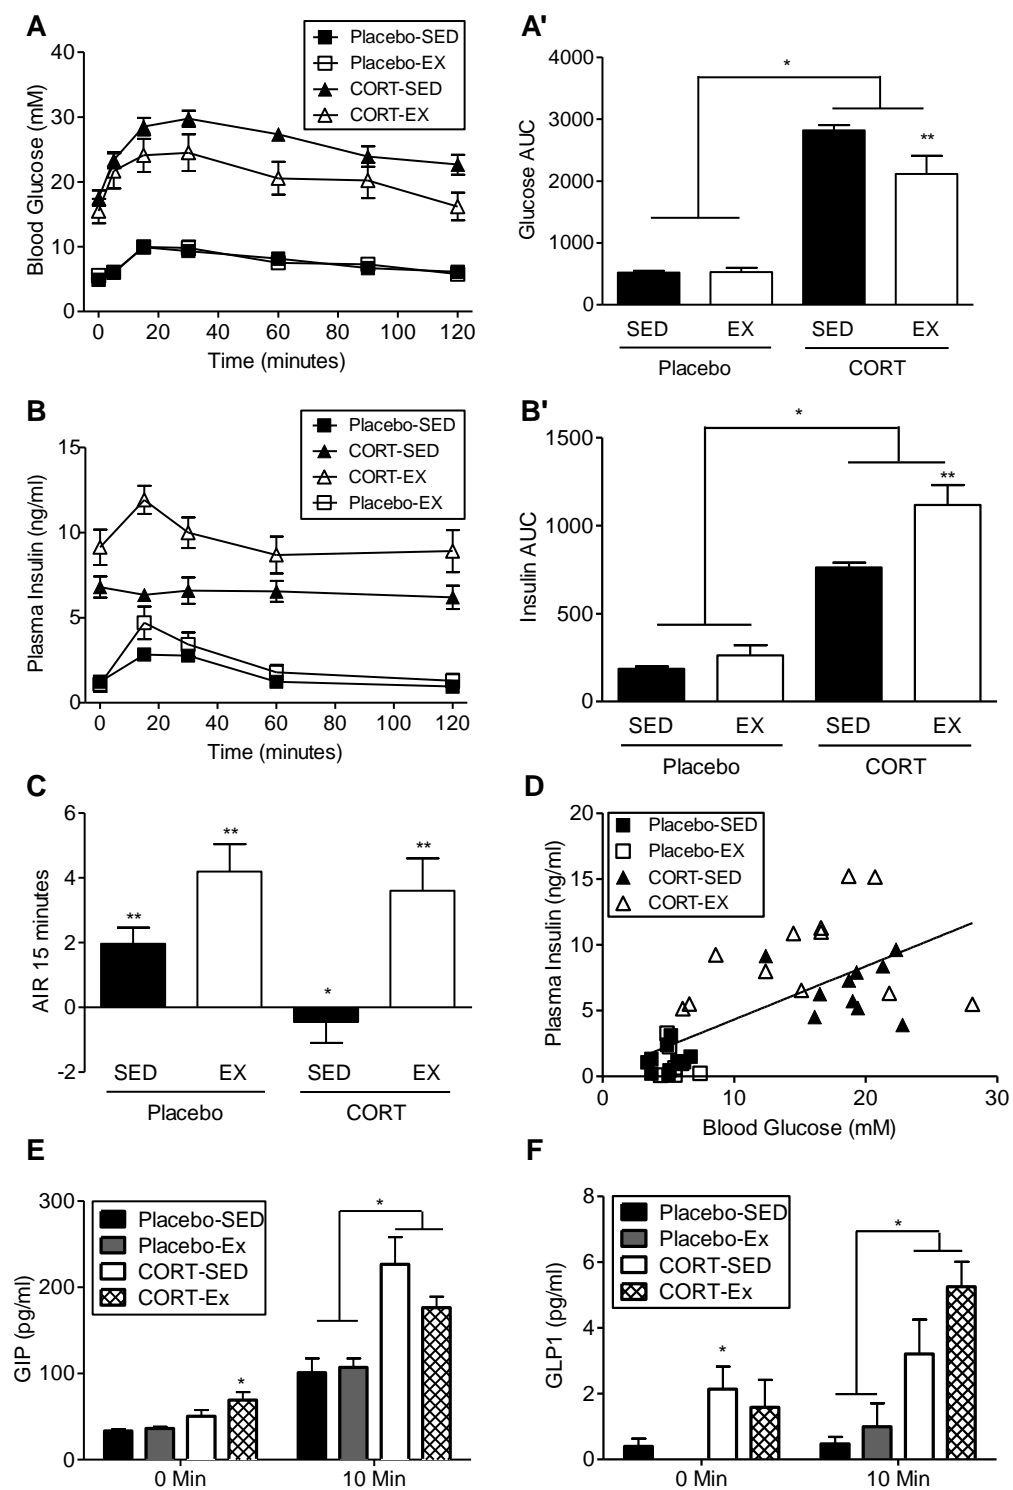 A
Placebo-SED
Placebo-EX
CORT-SED
CORT-EX
Blood Glucose (mM)
40
30
20
10
0
0 20 40 60 80 100 120
Time (minutes)
A'
Glucose AUC
4000
3000
2000
1000
0
*
**
SED EX SED EX
Placebo CORT
B
Placebo-SED
CORT-SED
CORT-EX
Placebo-EX
Plasma Insulin (ng/ml)
15
10
5
0
0 20 40 60 80 100 120
Time (minutes)
B'
Insulin AUC
1500
1000
500
0
*
**
SED EX SED EX
Placebo CORT
C
AIR 15 minutes
6
4
2
0
-2
** ** * **
SED EX SED EX
Placebo CORT
D
Placebo-SED
Placebo-EX
CORT-SED
CORT-EX
Plasma Insulin (ng/ml)
20
15
10
5
0
0 10 20 30
Blood Glucose (mM)
E
Placebo-SED
Placebo-Ex
CORT-SED
CORT-Ex
GIP (pg/ml)
300
200
100
0
*
*
0 Min 10 Min
F
Placebo-SED
Placebo-Ex
CORT-SED
CORT-Ex
GLP1 (pg/ml)
8
6
4
2
0
*
*
0 Min 10 Min